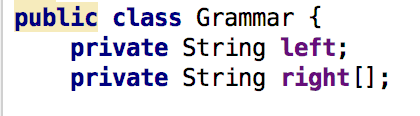 public class Grammar {
    private String left;
    private String right[];